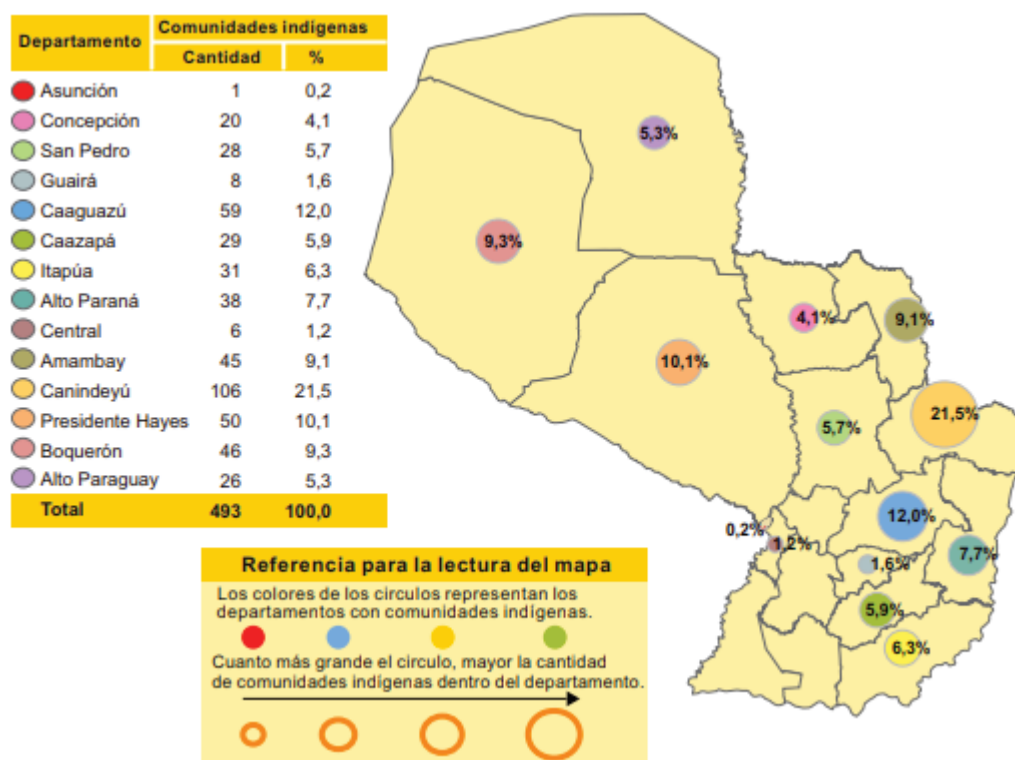 Departamento Comunidades indígenas
Cantidad %
Asunción 1 0,2
Concepción 20 4,1
San Pedro 28 5,7
Guairá 8 1,6
Caaguazú 59 12,0
Caazapá 29 5,9
Itapúa 31 6,3
Alto Paraná 38 7,7
Central 6 1,2
Amambay 45 9,1
Canindeyú 106 21,5
Presidente Hayes 50 10,1
Boquerón 46 9,3
Alto Paraguay 26 5,3
Total 493 100,0
5,3%
9,3%
4,1%
9,1%
10,1%
21,5%
5,7%
12,0%
0,2%
1,2%
7,7%
1,6%
5,9%
6,3%
Referencia para la lectura del mapa
Los colores de los circulos representan los
departamentos con comunidades indígenas.
Cuanto más grande el circulo, mayor la cantidad
de comunidades indígenas dentro del departamento.